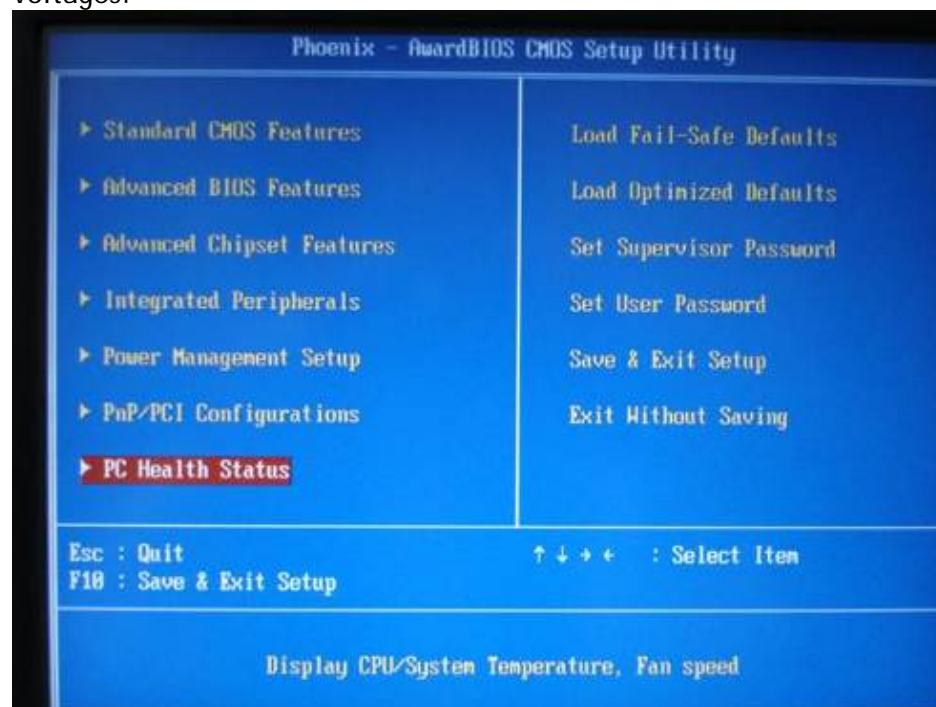 voltages.
Phoenix - AwardBIOS CMOS Setup Utility
▶ Standard CMOS Features
▶ Advanced BIOS Features
▶ Advanced Chipset Features
▶ Integrated Peripherals
▶ Power Management Setup
▶ PnP/PCI Configurations
▶ PC Health Status
Load Fail-Safe Defaults
Load Optimized Defaults
Set Supervisor Password
Set User Password
Save & Exit Setup
Exit Without Saving
Esc : Quit
F10 : Save & Exit Setup
↑ ↓ → ← : Select Item
Display CPU/System Temperature, Fan speed